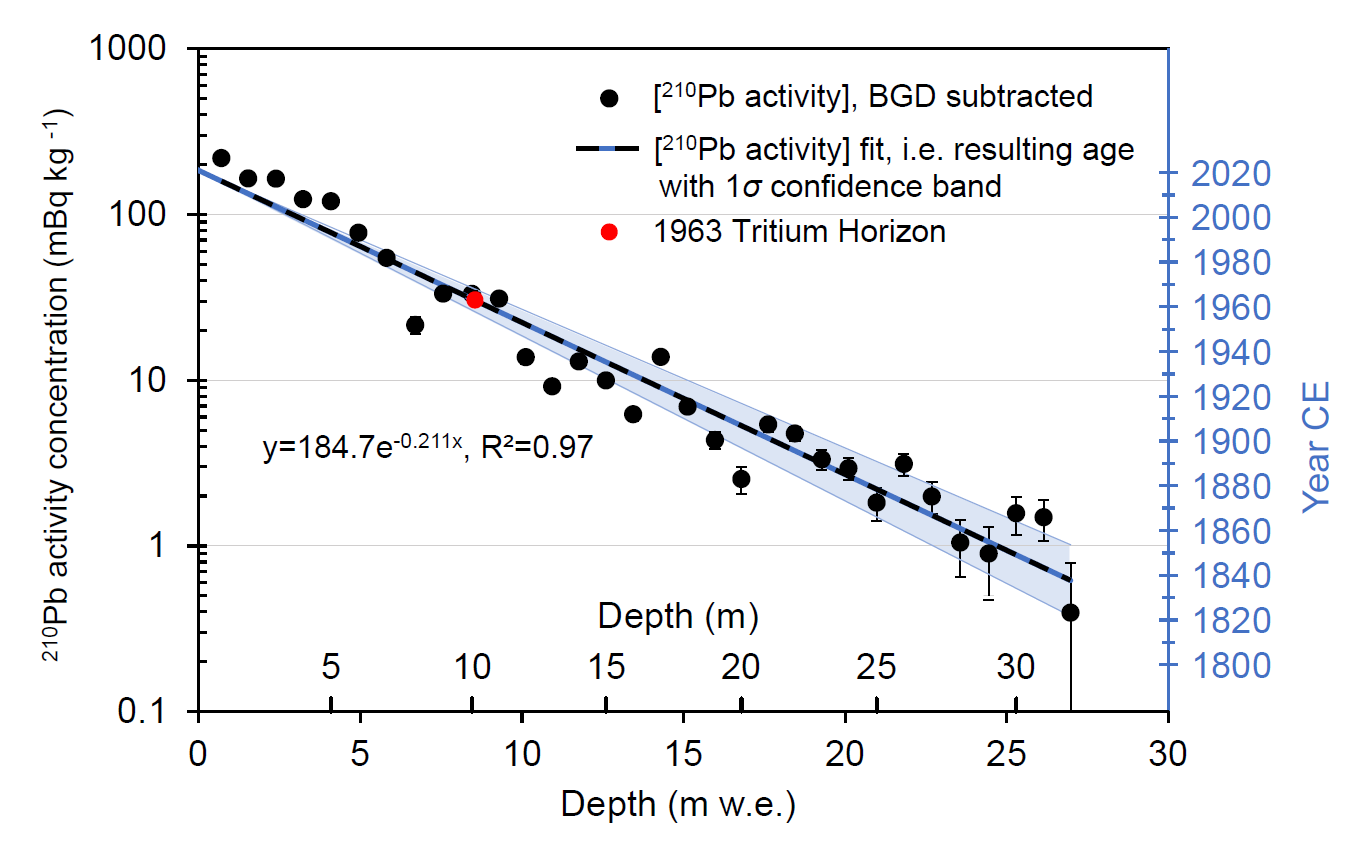 1000
100
10
1
0.1
²¹⁰Pb activity concentration (mBq kg ⁻¹)
[²¹⁰Pb activity], BGD subtracted
[²¹⁰Pb activity] fit, i.e. resulting age
with 1σ confidence band
1963 Tritium Horizon
y=184.7e⁻⁰·²¹¹ˣ, R²=0.97
2020
2000
1980
1960
1940
1920
1900
1880
1860
1840
1820
1800
Year CE
Depth (m)
5 10 15 20 25 30
0 5 10 15 20 25 30
Depth (m w.e.)